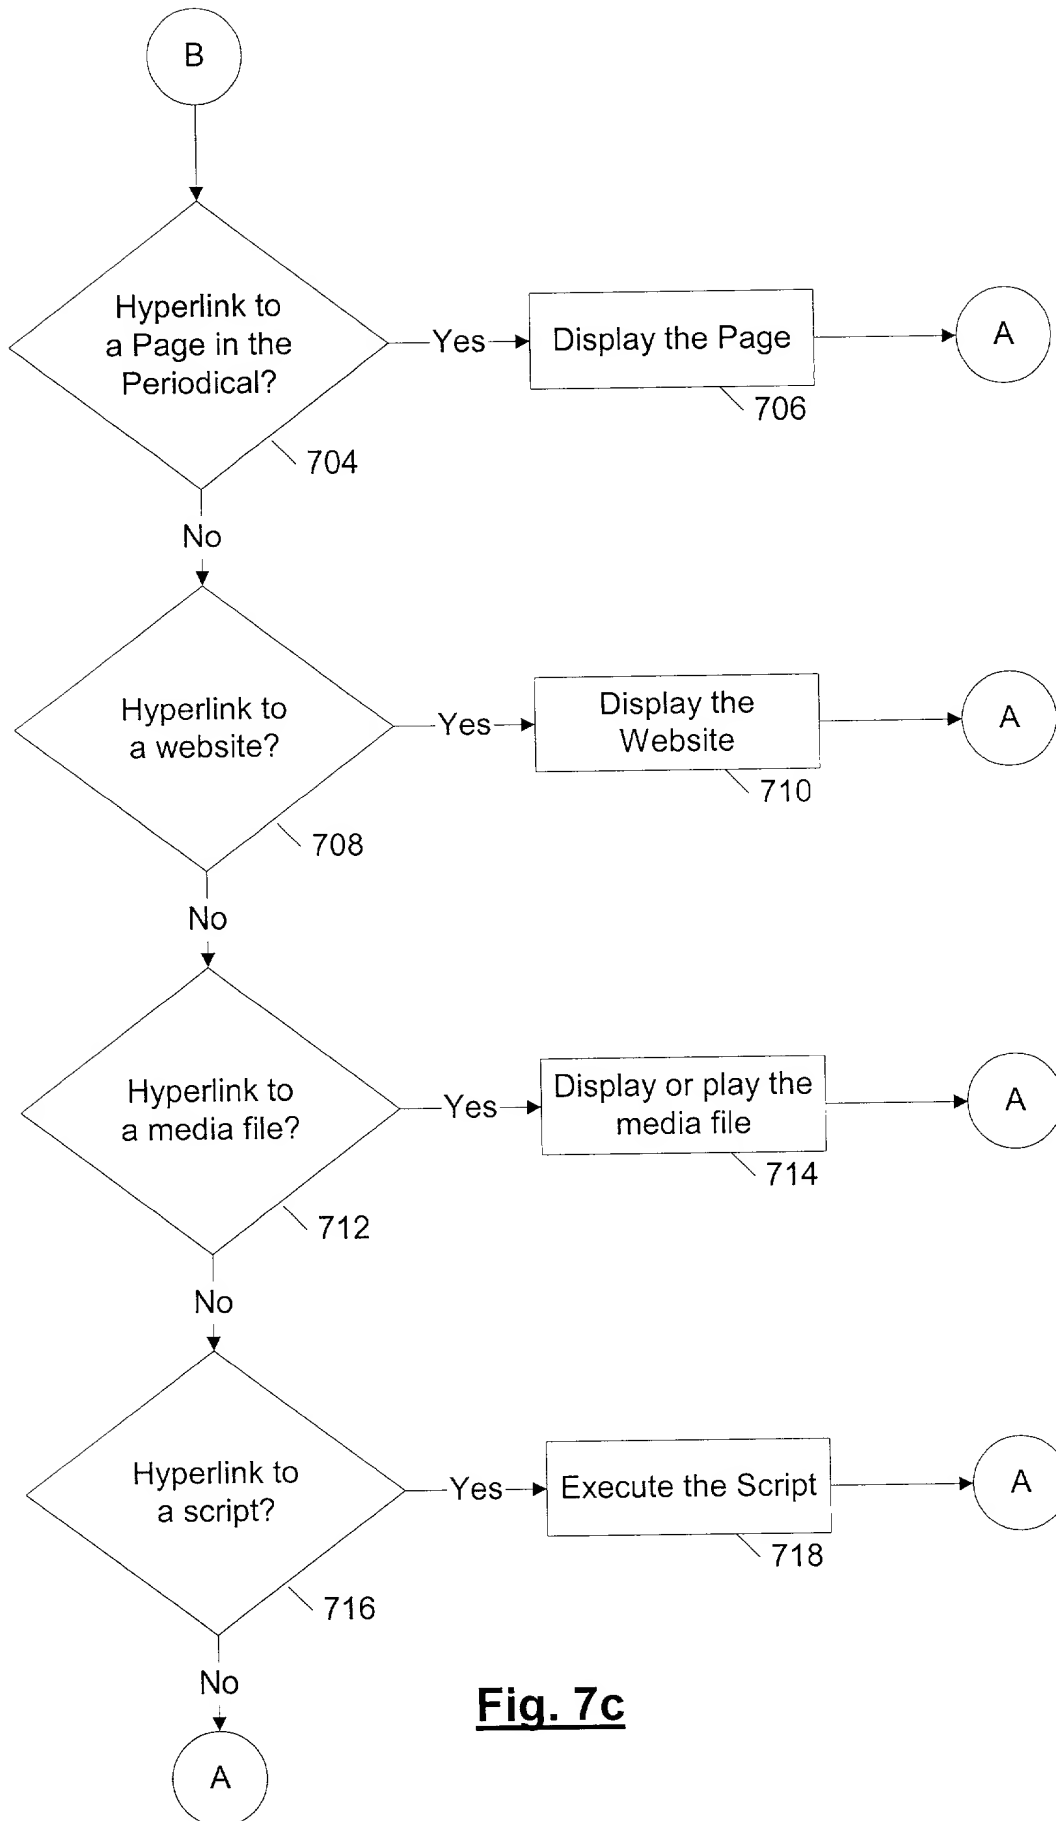 B
Hyperlink to
a Page in the
Periodical?
Yes
Display the Page
A
706
704
No
Hyperlink to
a website?
Yes
Display the
Website
A
710
708
No
Hyperlink to
a media file?
Yes
Display or play the
media file
A
714
712
No
Hyperlink to
a script?
Yes
Execute the Script
A
718
716
No
A
Fig. 7c